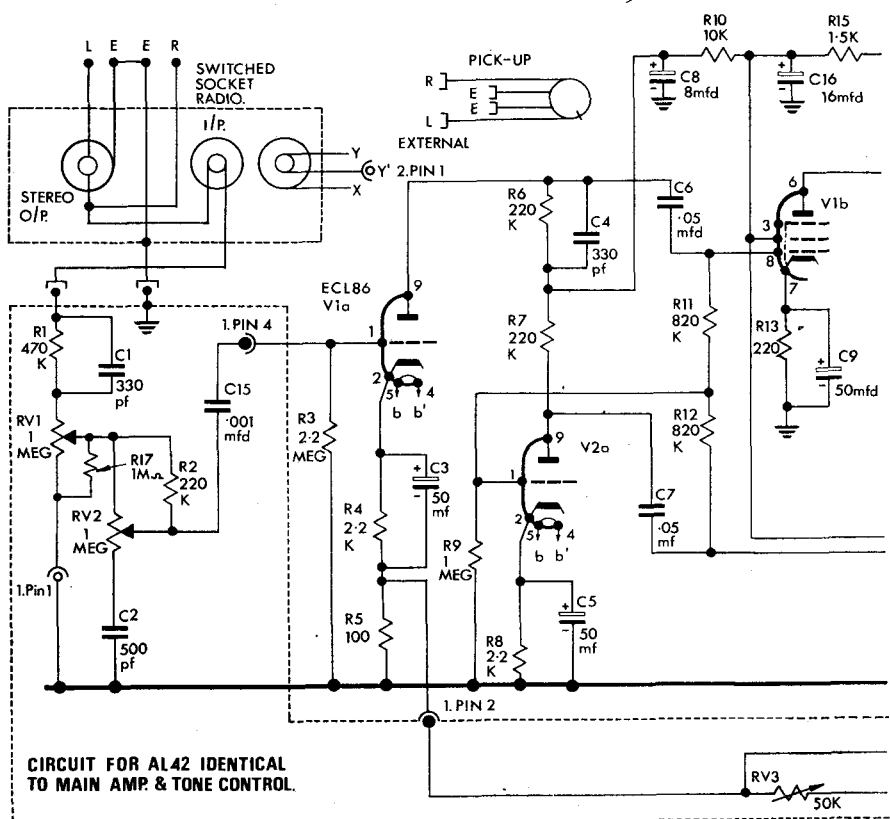 L E E R
SWITCHED
SOCKET
RADIO.
I/P.
STEREO
O/P.
Y
Y'
X
2.PIN 1
PICK-UP
R
E
E
L
EXTERNAL
R10
10K
R15
1·5K
C8
8mfd
C16
16mfd
R6
220
K
C4
330
pf
C6
·05
mfd
6
3
8
7
V1b
ECL86
V1a
9
1
2
5
4
b
b'
R1
470
K
C1
330
pf
1.PIN 4
C15
·001
mfd
R3
2·2
MEG
R7
220
K
R11
820
K
R13
220
C9
50mfd
RV1
1
MEG
R17
1MΩ
R2
220
K
RV2
1
MEG
C3
50
mf
R4
2·2
K
R12
820
K
9
V2a
1
2
5
4
b
b'
C7
·05
mf
R9
1
MEG
1.Pin1
C2
500
pf
R5
100
R8
2·2
K
C5
50
mf
1. PIN 2
CIRCUIT FOR AL42 IDENTICAL
TO MAIN AMP. & TONE CONTROL.
RV3
50K